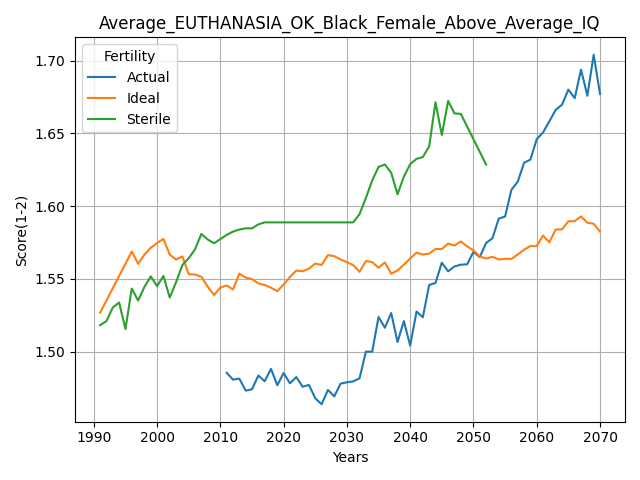 Average_EUTHANASIA_OK_Black_Female_Above_Average_IQ
Fertility
Actual
Ideal
Sterile
Score(1-2)
1.70
1.65
1.60
1.55
1.50
1990 2000 2010 2020 2030 2040 2050 2060 2070
Years